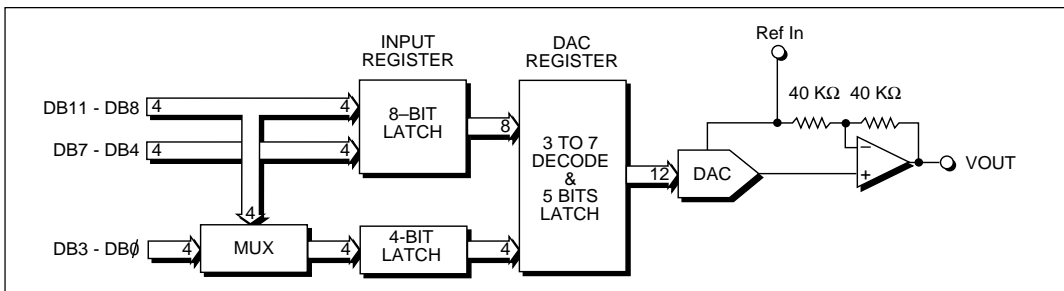 INPUT
REGISTER
DAC
REGISTER
Ref In
40 KΩ 40 KΩ
DB11 - DB8 4 4
8–BIT
LATCH
8
DB7 - DB4 4 4
3 TO 7
DECODE
&
5 BITS
LATCH
12
DAC
−
+
VOUT
4
DB3 - DB0̸ 4
MUX
4
4-BIT
LATCH
4